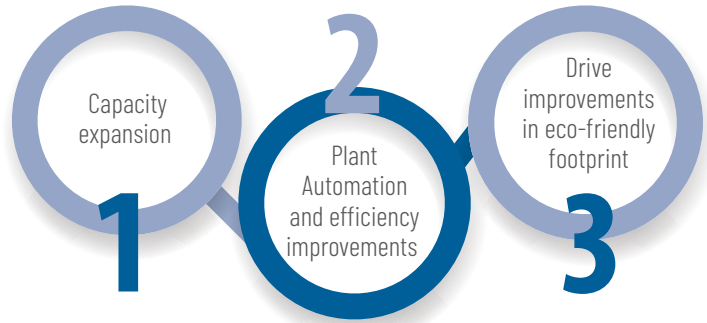 1
Capacity
expansion
2
Plant
Automation
and efficiency
improvements
3
Drive
improvements
in eco-friendly
footprint